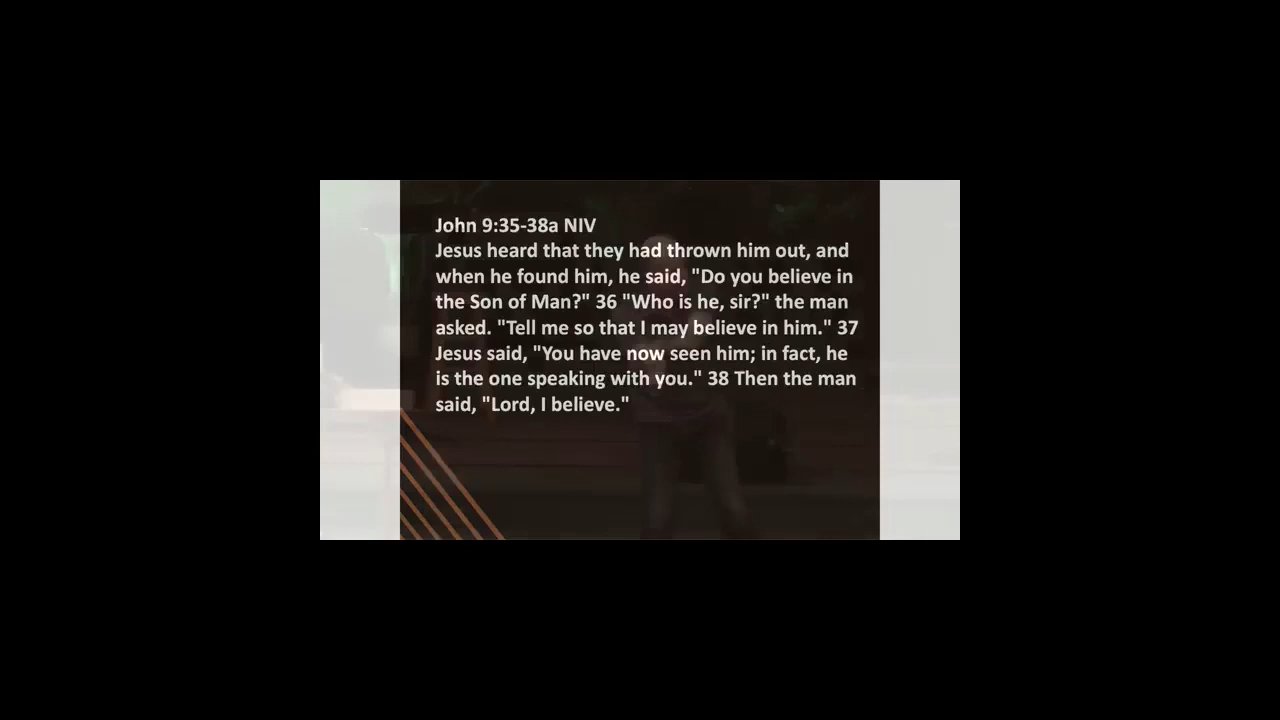 John 9:35-38a NIV
Jesus heard that they had thrown him out, and
when he found him, he said, "Do you believe in
the Son of Man?" 36 "Who is he, sir?" the man
asked. "Tell me so that I may believe in him." 37
Jesus said, "You have now seen him; in fact, he
is the one speaking with you." 38 Then the man
said, "Lord, I believe."